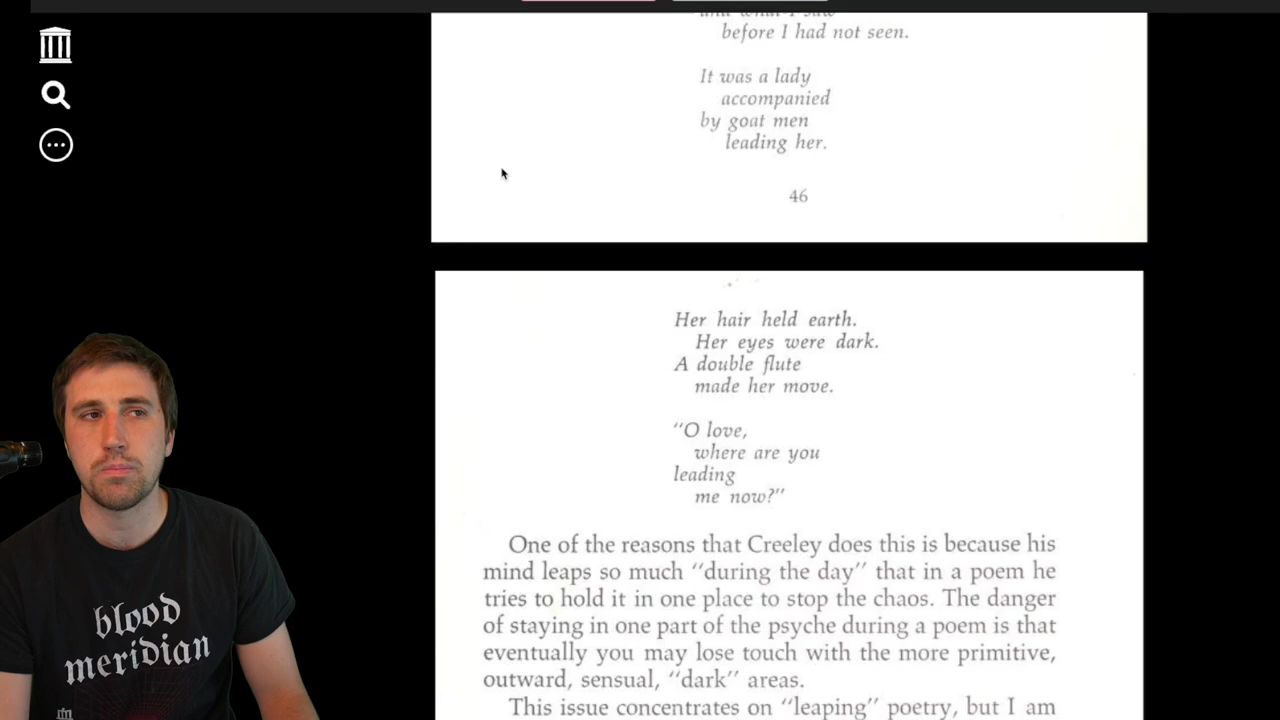 before I had not seen.
It was a lady
accompanied
by goat men
leading her.
46
Her hair held earth.
Her eyes were dark.
A double flute
made her move.
“O love,
where are you
leading
me now?”
One of the reasons that Creeley does this is because his
mind leaps so much “during the day” that in a poem he
tries to hold it in one place to stop the chaos. The danger
of staying in one part of the psyche during a poem is that
eventually you may lose touch with the more primitive,
outward, sensual, “dark” areas.
This issue concentrates on “leaping” poetry, but I am
blood
meridian